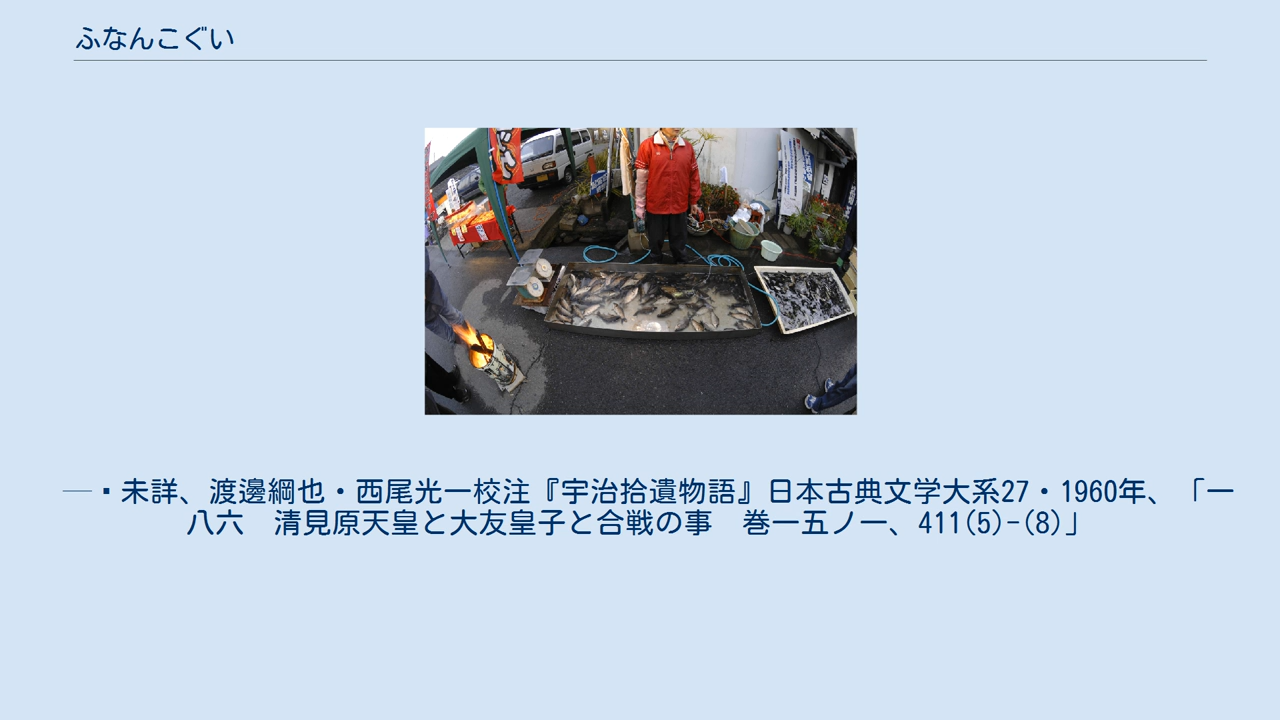 ふなんこぐい
―▪未詳、渡邊綱也・西尾光一校注『宇治拾遺物語』日本古典文学大系27・1960年、「一
八六　清見原天皇と大友皇子と合戦の事　巻一五ノ一、411(5)-(8)」